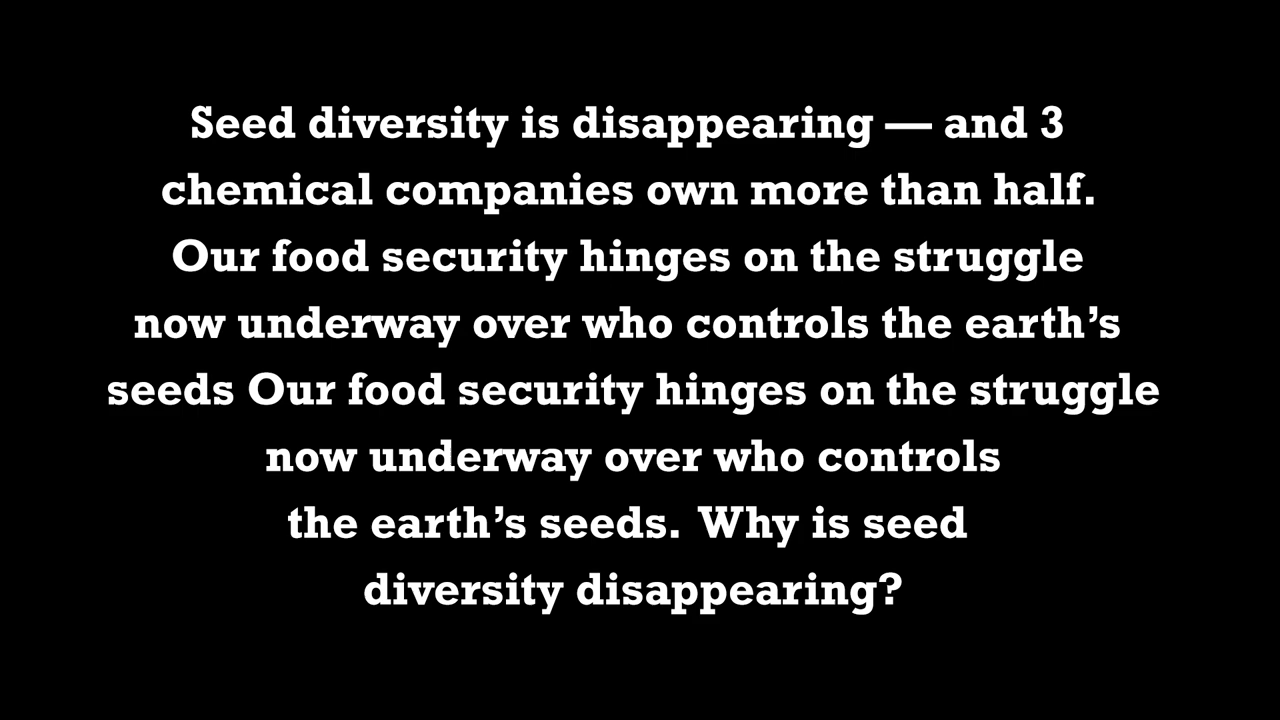 Seed diversity is disappearing — and 3
chemical companies own more than half.
Our food security hinges on the struggle
now underway over who controls the earth’s
seeds Our food security hinges on the struggle
now underway over who controls
the earth’s seeds. Why is seed
diversity disappearing?